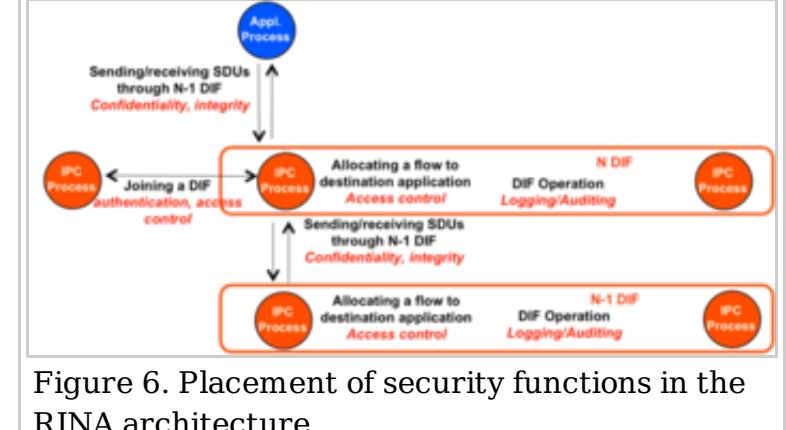 Appl.
Process
Sending/receiving SDUs
through N-1 DIF
Confidentiality, integrity
IPC
Process
Joining a DIF
authentication, access
control
IPC
Process
Allocating a flow to
destination application
Access control
N DIF
DIF Operation
Logging/Auditing
IPC
Process
Sending/receiving SDUs
through N-1 DIF
Confidentiality, integrity
IPC
Process
Allocating a flow to
destination application
Access control
N-1 DIF
DIF Operation
Logging/Auditing
IPC
Process
Figure 6. Placement of security functions in the
RINA architecture